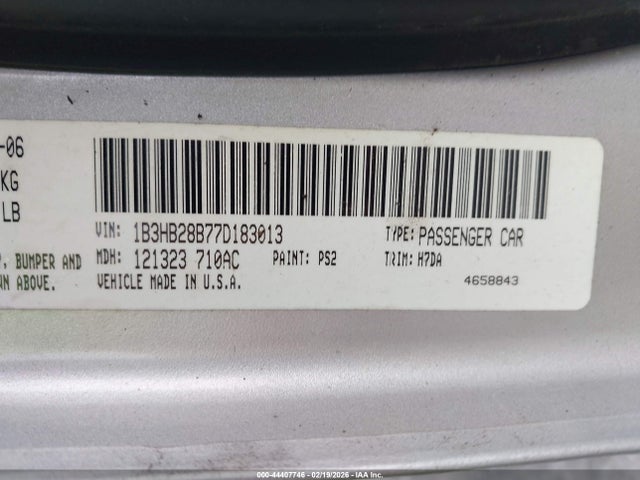 -06
KG
LB
VIN: 1B3HB28B77D183013 TYPE: PASSENGER CAR
, BUMPER AND MDH: 121323 710AC PAINT: PS2 TRIM: H7DA
WN ABOVE. VEHICLE MADE IN U.S.A. 4658843
000-44407746 - 02/19/2026 - © IAA, Inc.